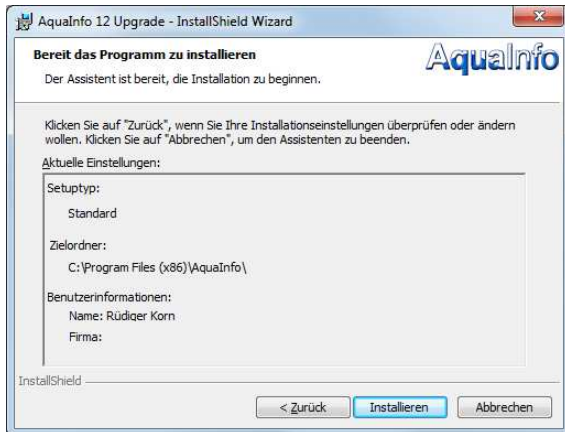 AquaInfo 12 Upgrade - InstallShield Wizard
Bereit das Programm zu installieren
AquaInfo
Der Assistent ist bereit, die Installation zu beginnen.
Klicken Sie auf "Zurück", wenn Sie Ihre Installationseinstellungen überprüfen oder ändern
wollen. Klicken Sie auf "Abbrechen", um den Assistenten zu beenden.
Aktuelle Einstellungen:
Setuptyp:
Standard
Zielordner:
C:\Program Files (x86)\AquaInfo\
Benutzerinformationen:
Name: Rüdiger Korn
Firma:
InstallShield
< Zurück Installieren Abbrechen